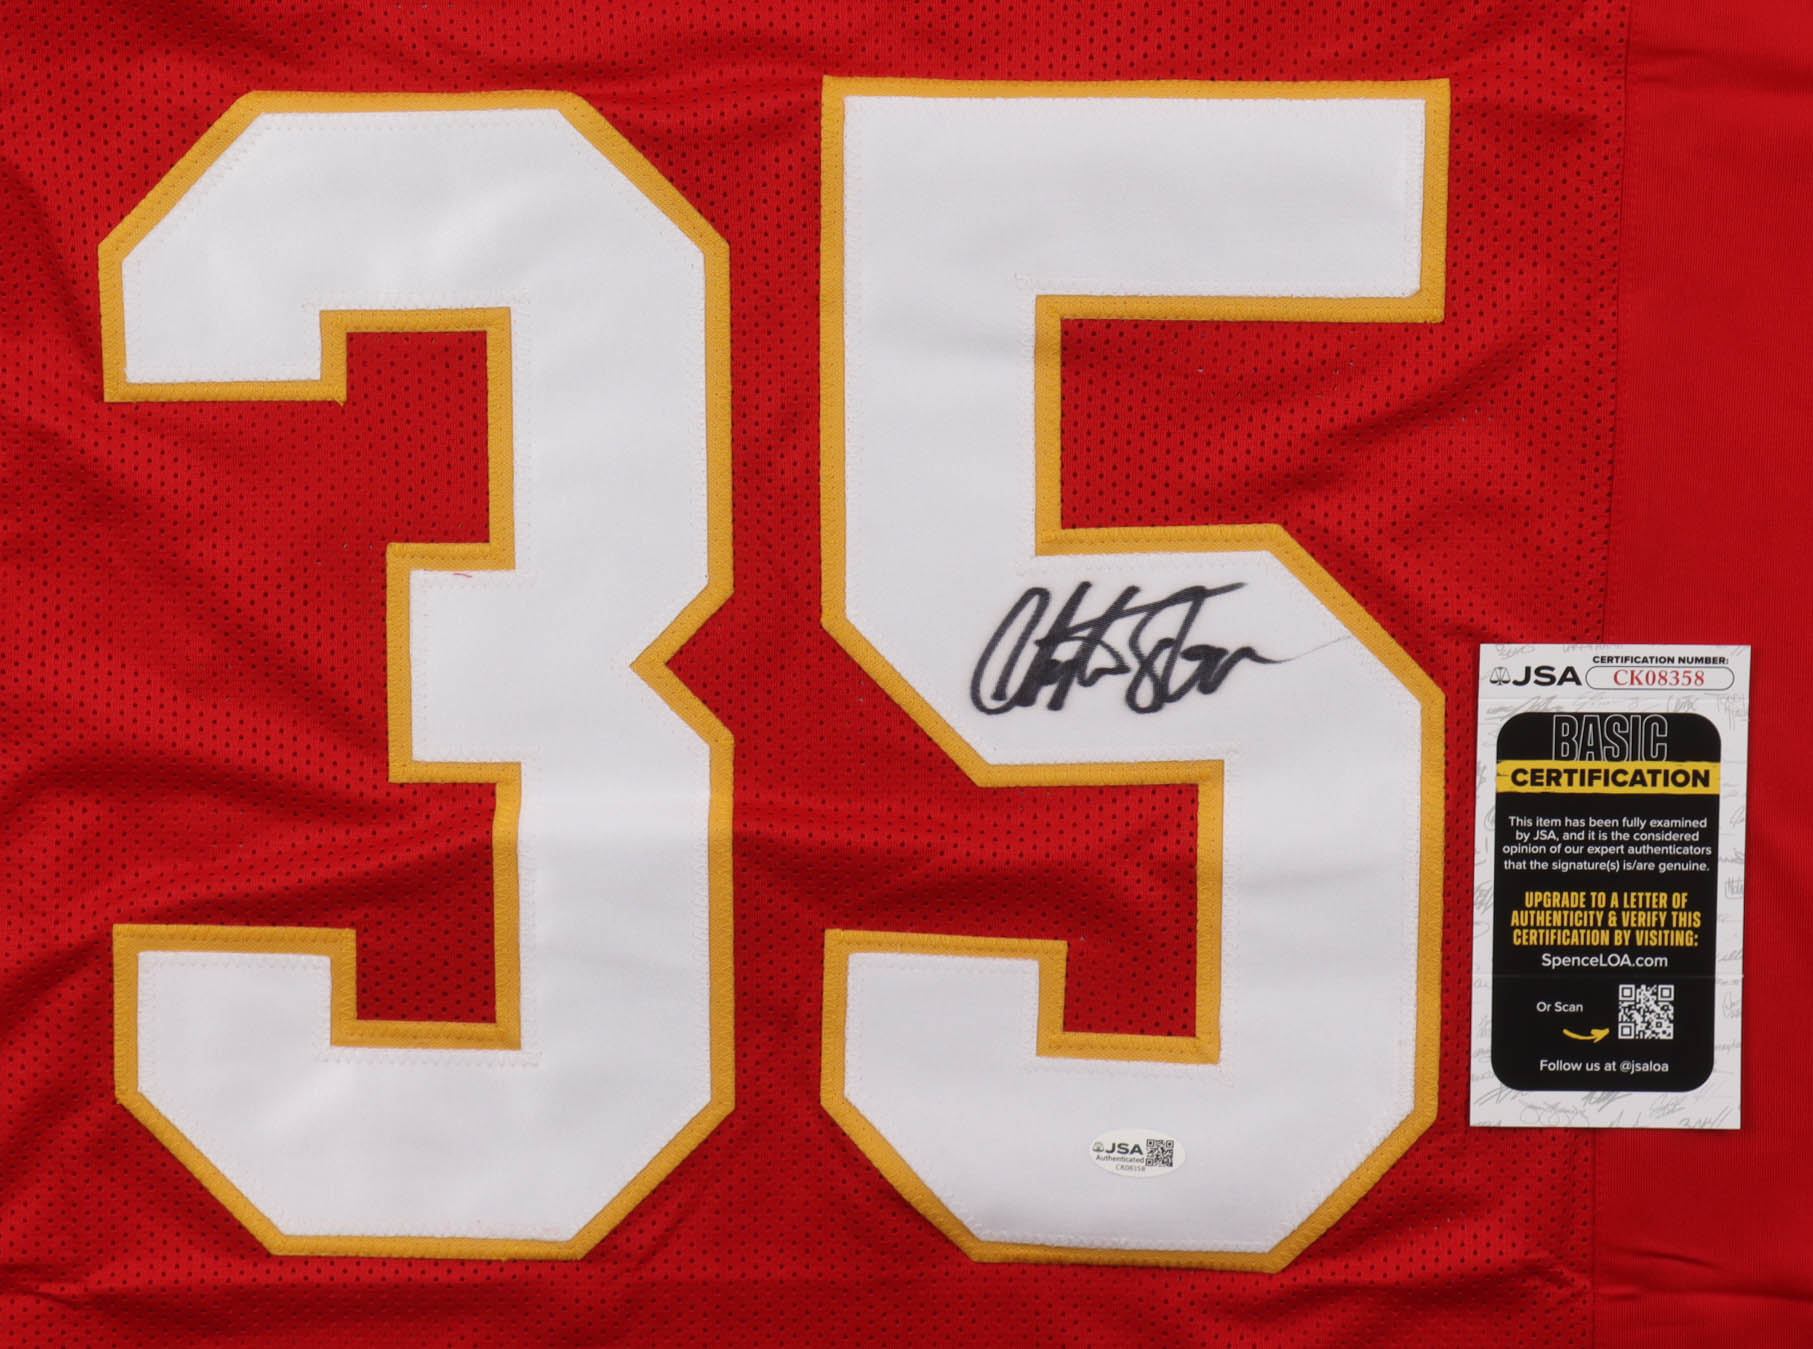 35
JSA CERTIFICATION NUMBER:
CK08358
BASIC
CERTIFICATION
This item has been fully examined
by JSA, and it is the considered
opinion of our expert authenticators
that the signature(s) is/are genuine.
UPGRADE TO A LETTER OF
AUTHENTICITY & VERIFY THIS
CERTIFICATION BY VISITING:
SpenceLOA.com
Or Scan
Follow us at @jsaloa
JSA
Authenticated
CK08358